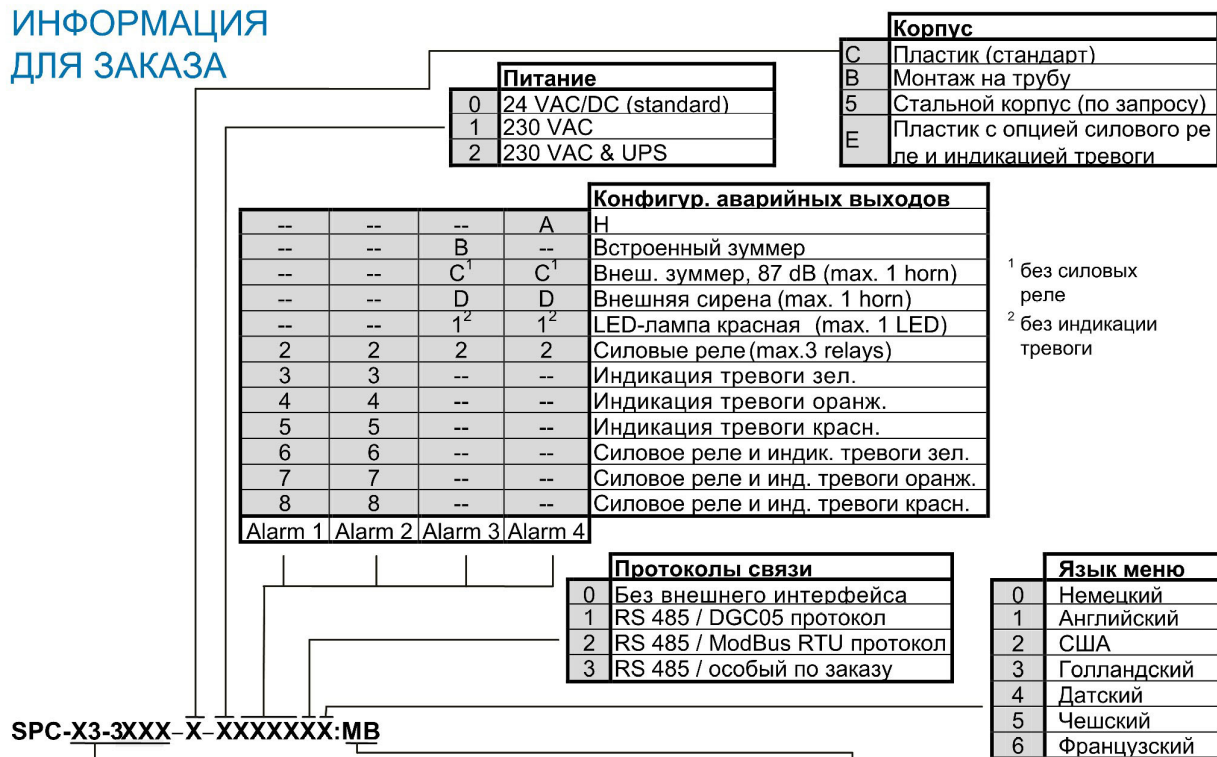 ИНФОРМАЦИЯ
ДЛЯ ЗАКАЗА
Корпус
C Пластик (стандарт)
B Монтаж на трубу
5 Стальной корпус (по запросу)
E Пластик с опцией силового ре
ле и индикацией тревоги
Питание
0 24 VAC/DC (standard)
1 230 VAC
2 230 VAC & UPS
Конфигур. аварийных выходов
-- -- -- A Н
-- -- B -- Встроенный зуммер
-- -- C¹ C¹ Внеш. зуммер, 87 dB (max. 1 horn)
-- -- D D Внешняя сирена (max. 1 horn)
-- -- 1² 1² LED-лампа красная (max. 1 LED)
2 2 2 2 Силовые реле (max.3 relays)
3 3 -- -- Индикация тревоги зел.
4 4 -- -- Индикация тревоги оранж.
5 5 -- -- Индикация тревоги красн.
6 6 -- -- Силовое реле и индик. тревоги зел.
7 7 -- -- Силовое реле и инд. тревоги оранж.
8 8 -- -- Силовое реле и инд. тревоги красн.
Alarm 1 Alarm 2 Alarm 3 Alarm 4
¹ без силовых
реле
² без индикации
тревоги
Протоколы связи
0 Без внешнего интерфейса
1 RS 485 / DGC05 протокол
2 RS 485 / ModBus RTU протокол
3 RS 485 / особый по заказу
Язык меню
0 Немецкий
1 Английский
2 США
3 Голландский
4 Датский
5 Чешский
6 Французский
SPC-X3-3XXX–X–XXXXXXX:MB